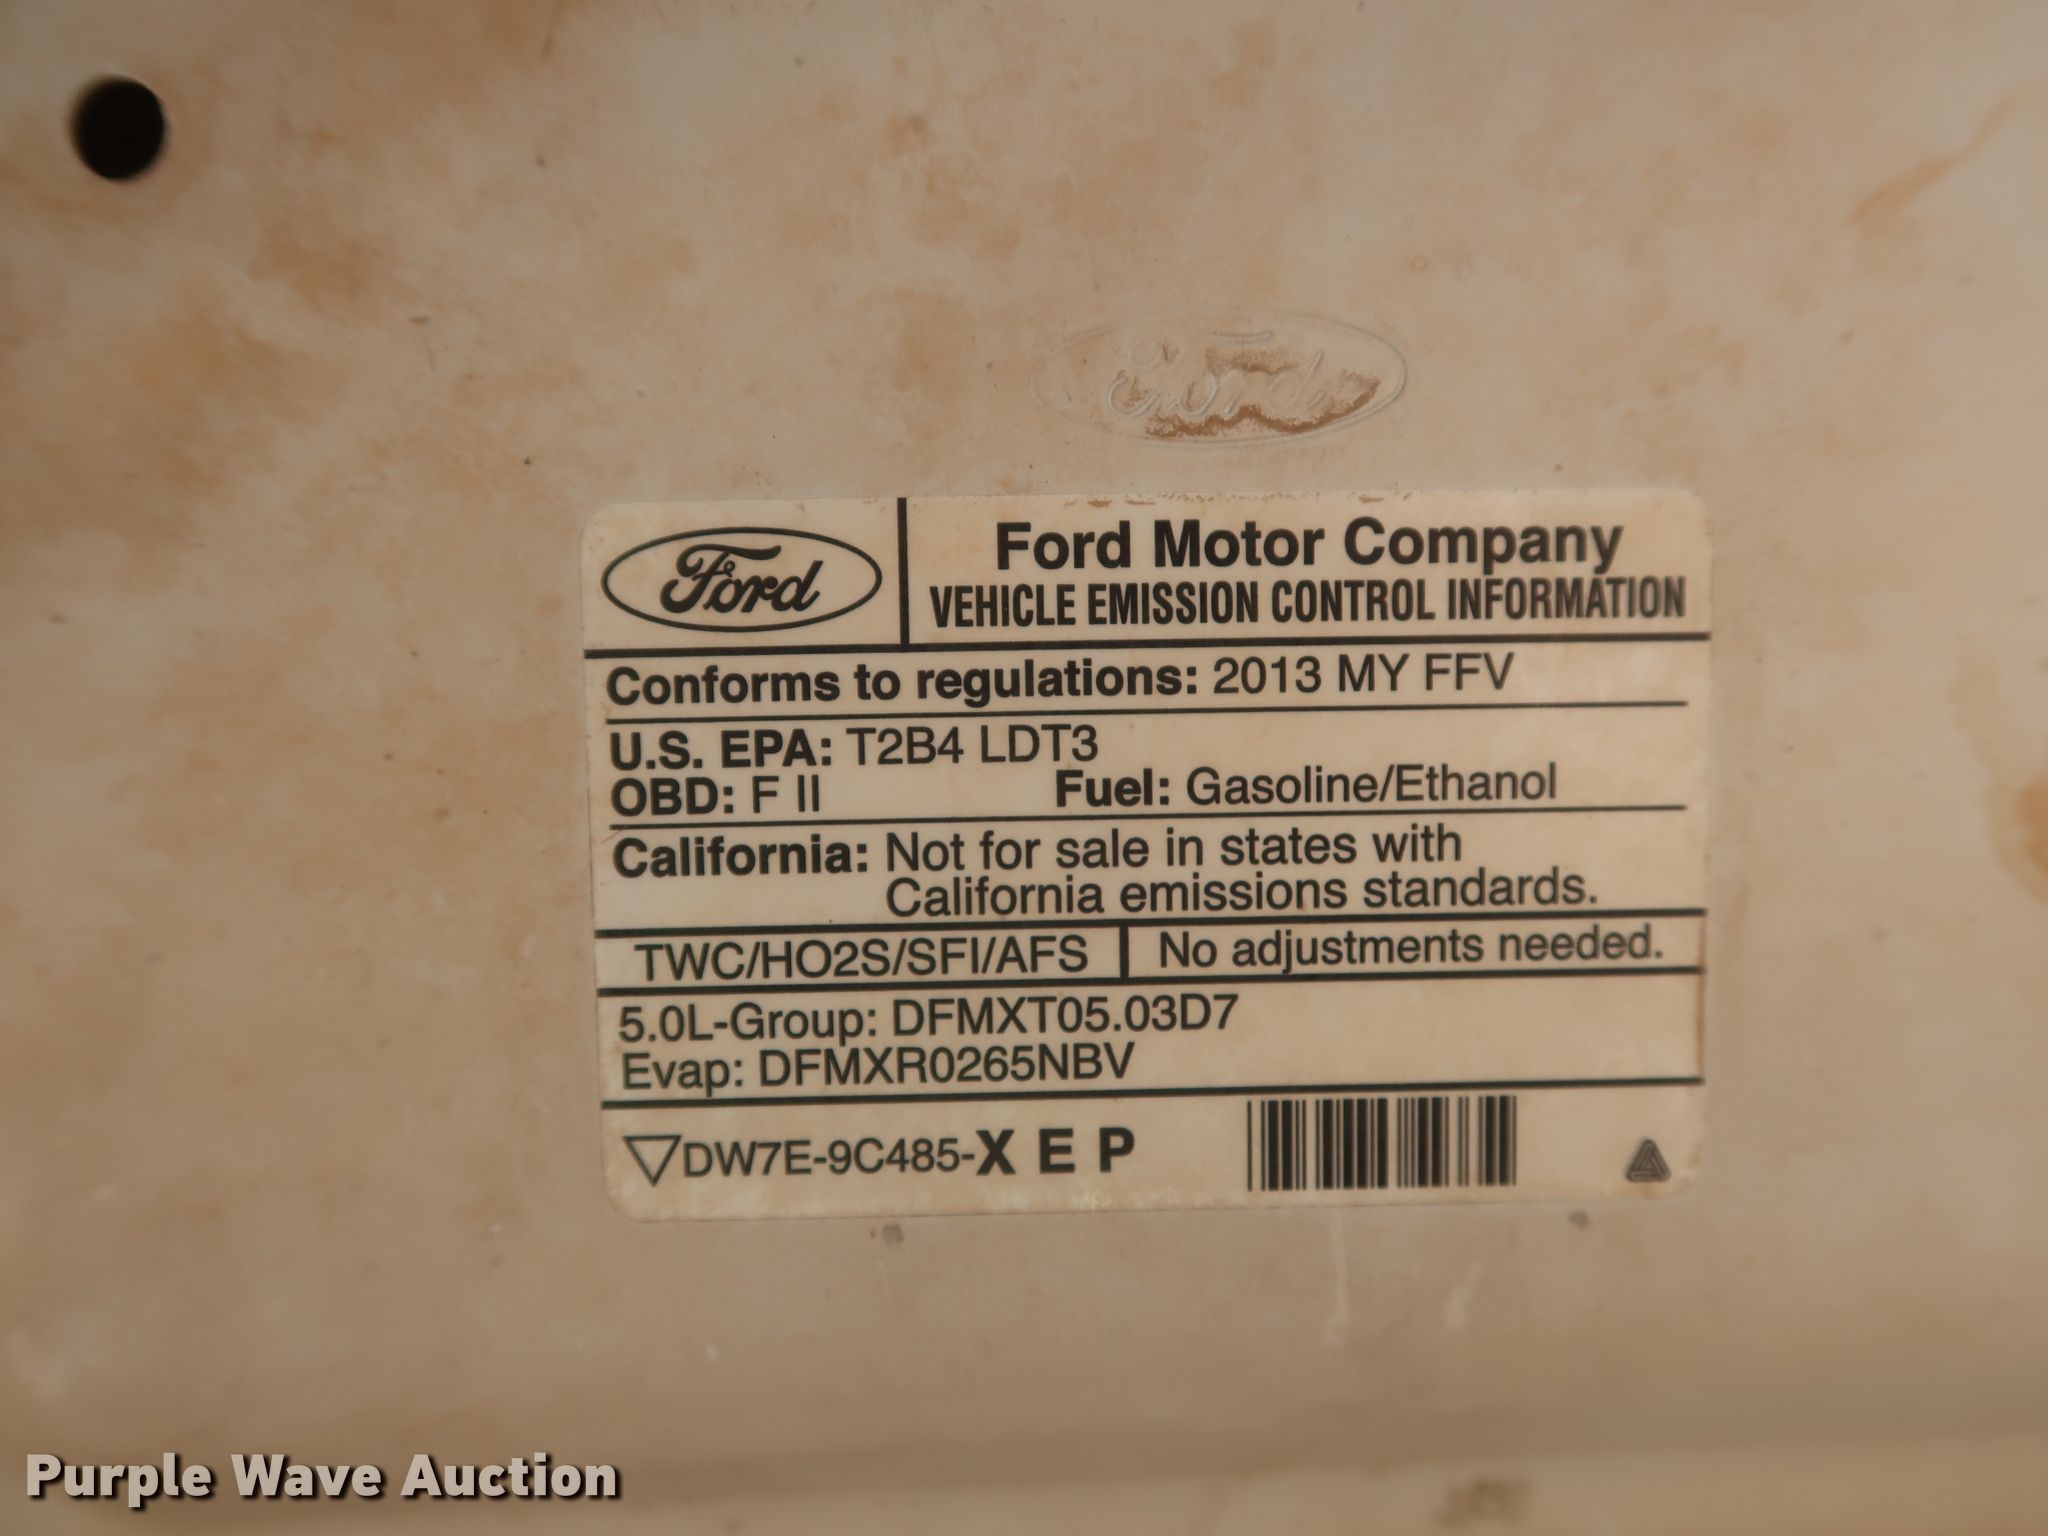 Ford
Ford
Ford Motor Company
VEHICLE EMISSION CONTROL INFORMATION
Conforms to regulations: 2013 MY FFV
U.S. EPA: T2B4 LDT3
OBD: F II Fuel: Gasoline/Ethanol
California: Not for sale in states with
California emissions standards.
TWC/HO2S/SFI/AFS No adjustments needed.
5.0L-Group: DFMXT05.03D7
Evap: DFMXR0265NBV
DW7E-9C485-X E P
Purple Wave Auction